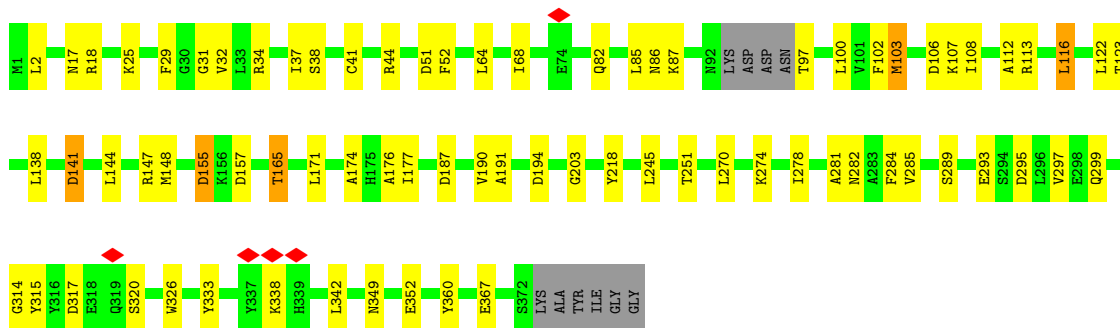 M1 L2 N17 R18 K25 F29 G30 G31 V32 L33 R34 I37 S38 C41 R44 D51 F52 L64 I68 E74 Q82 L85 N86 K87 N92 LYS ASP ASP ASN T97 L100 V101 F102 M103 D106 K107 I108 A112 R113 L116 L122 T123
L138 D141 L144 R147 M148 D155 K156 D157 T165 L171 A174 H175 A176 I177 D187 V190 A191 D194 G203 Y218 L245 T251 L270 K274 I278 A281 N282 A283 F284 V285 S289 E293 S294 D295 L296 V297 E298 Q299
G314 Y315 Y316 D317 E318 Q319 S320 W326 Y333 Y337 K338 H339 L342 N349 E352 Y360 E367 S372 LYS ALA TYR ILE GLY GLY